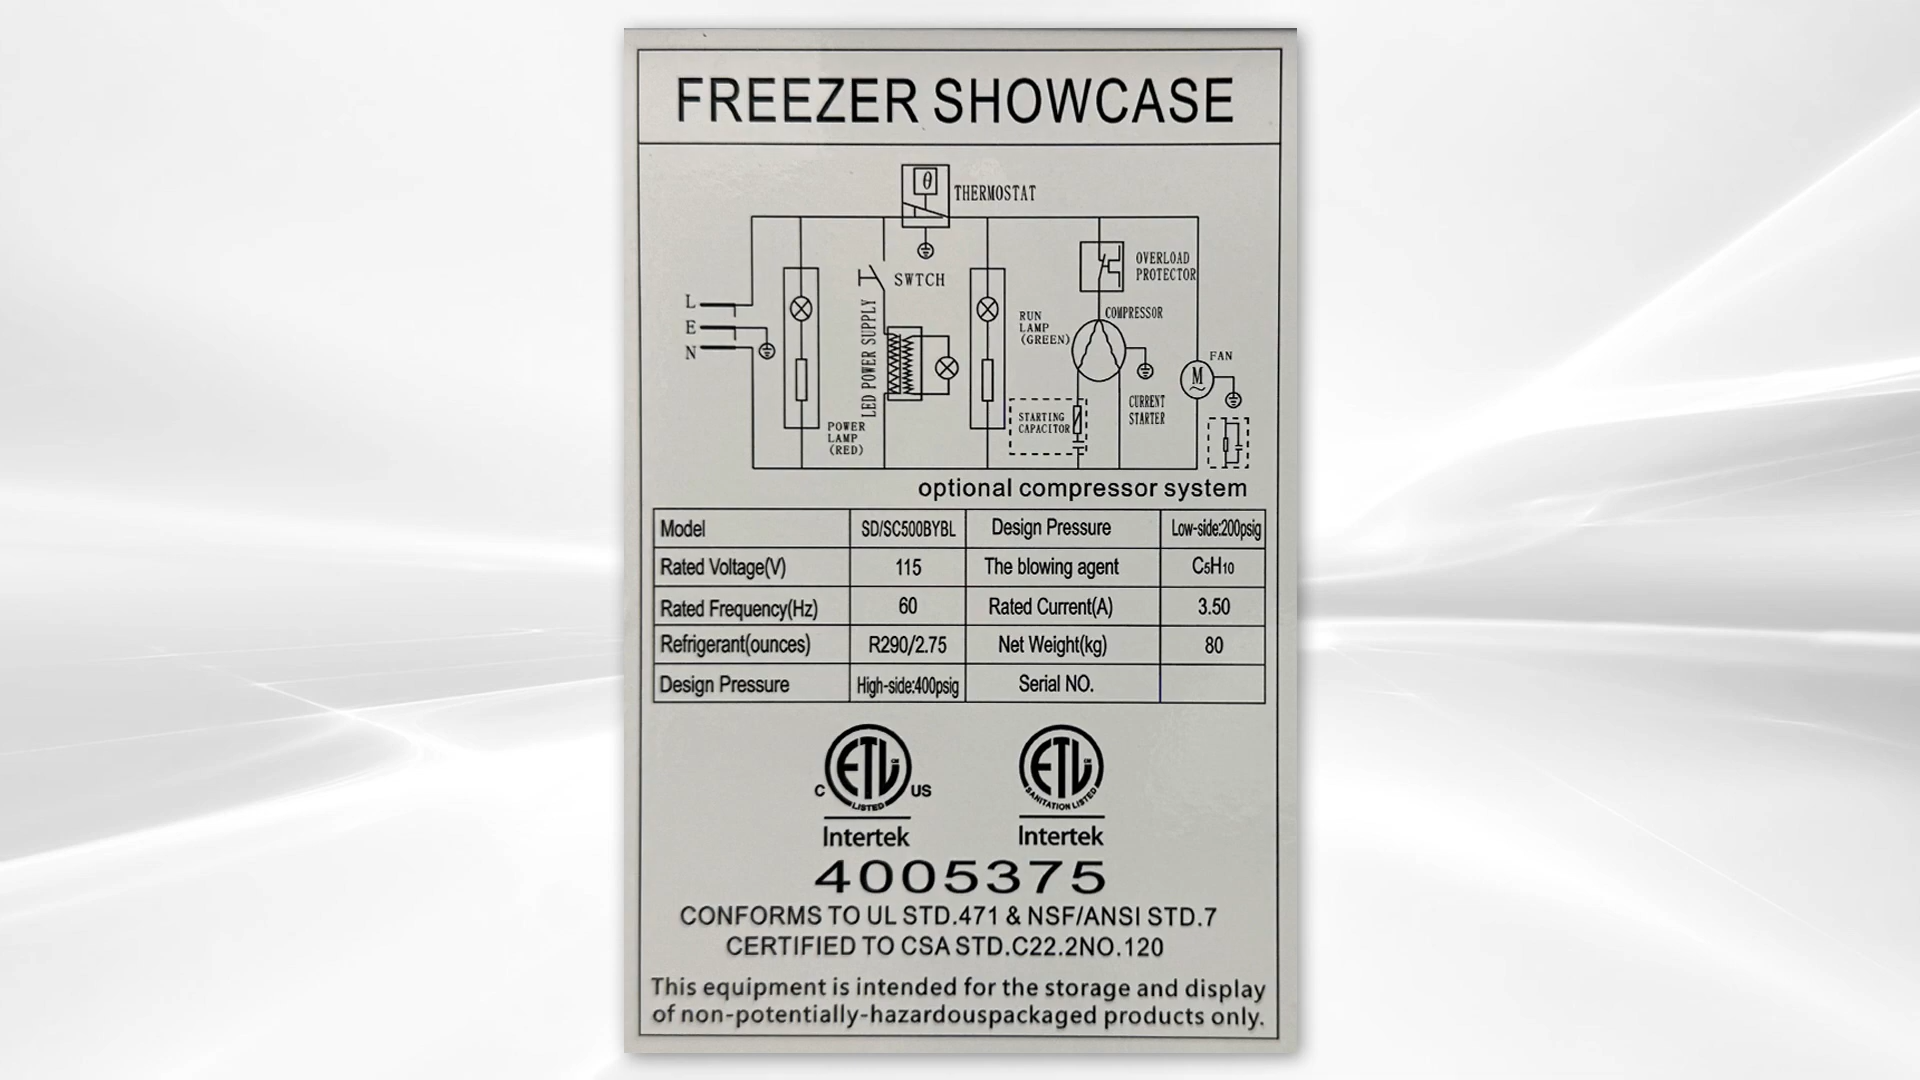 FREEZER SHOWCASE
θ
THERMOSTAT
SWTCH
OVERLOAD
PROTECTOR
L
E
N
LED POWER SUPPLY
RUN
LAMP
(GREEN)
COMPRESSOR
FAN
M
~
STARTING
CAPACITOR
CURRENT
STARTER
POWER
LAMP
(RED)
optional compressor system
Model SD/SC500BYBL Design Pressure Low-side:200psig
Rated Voltage(V) 115 The blowing agent C5H10
Rated Frequency(Hz) 60 Rated Current(A) 3.50
Refrigerant(ounces) R290/2.75 Net Weight(kg) 80
Design Pressure High-side:400psig Serial NO.
ETL CM ETL CM
C LISTED US SANITATION LISTED
Intertek Intertek
4005375
CONFORMS TO UL STD.471 & NSF/ANSI STD.7
CERTIFIED TO CSA STD.C22.2NO.120
This equipment is intended for the storage and display
of non-potentially-hazardouspackaged products only.